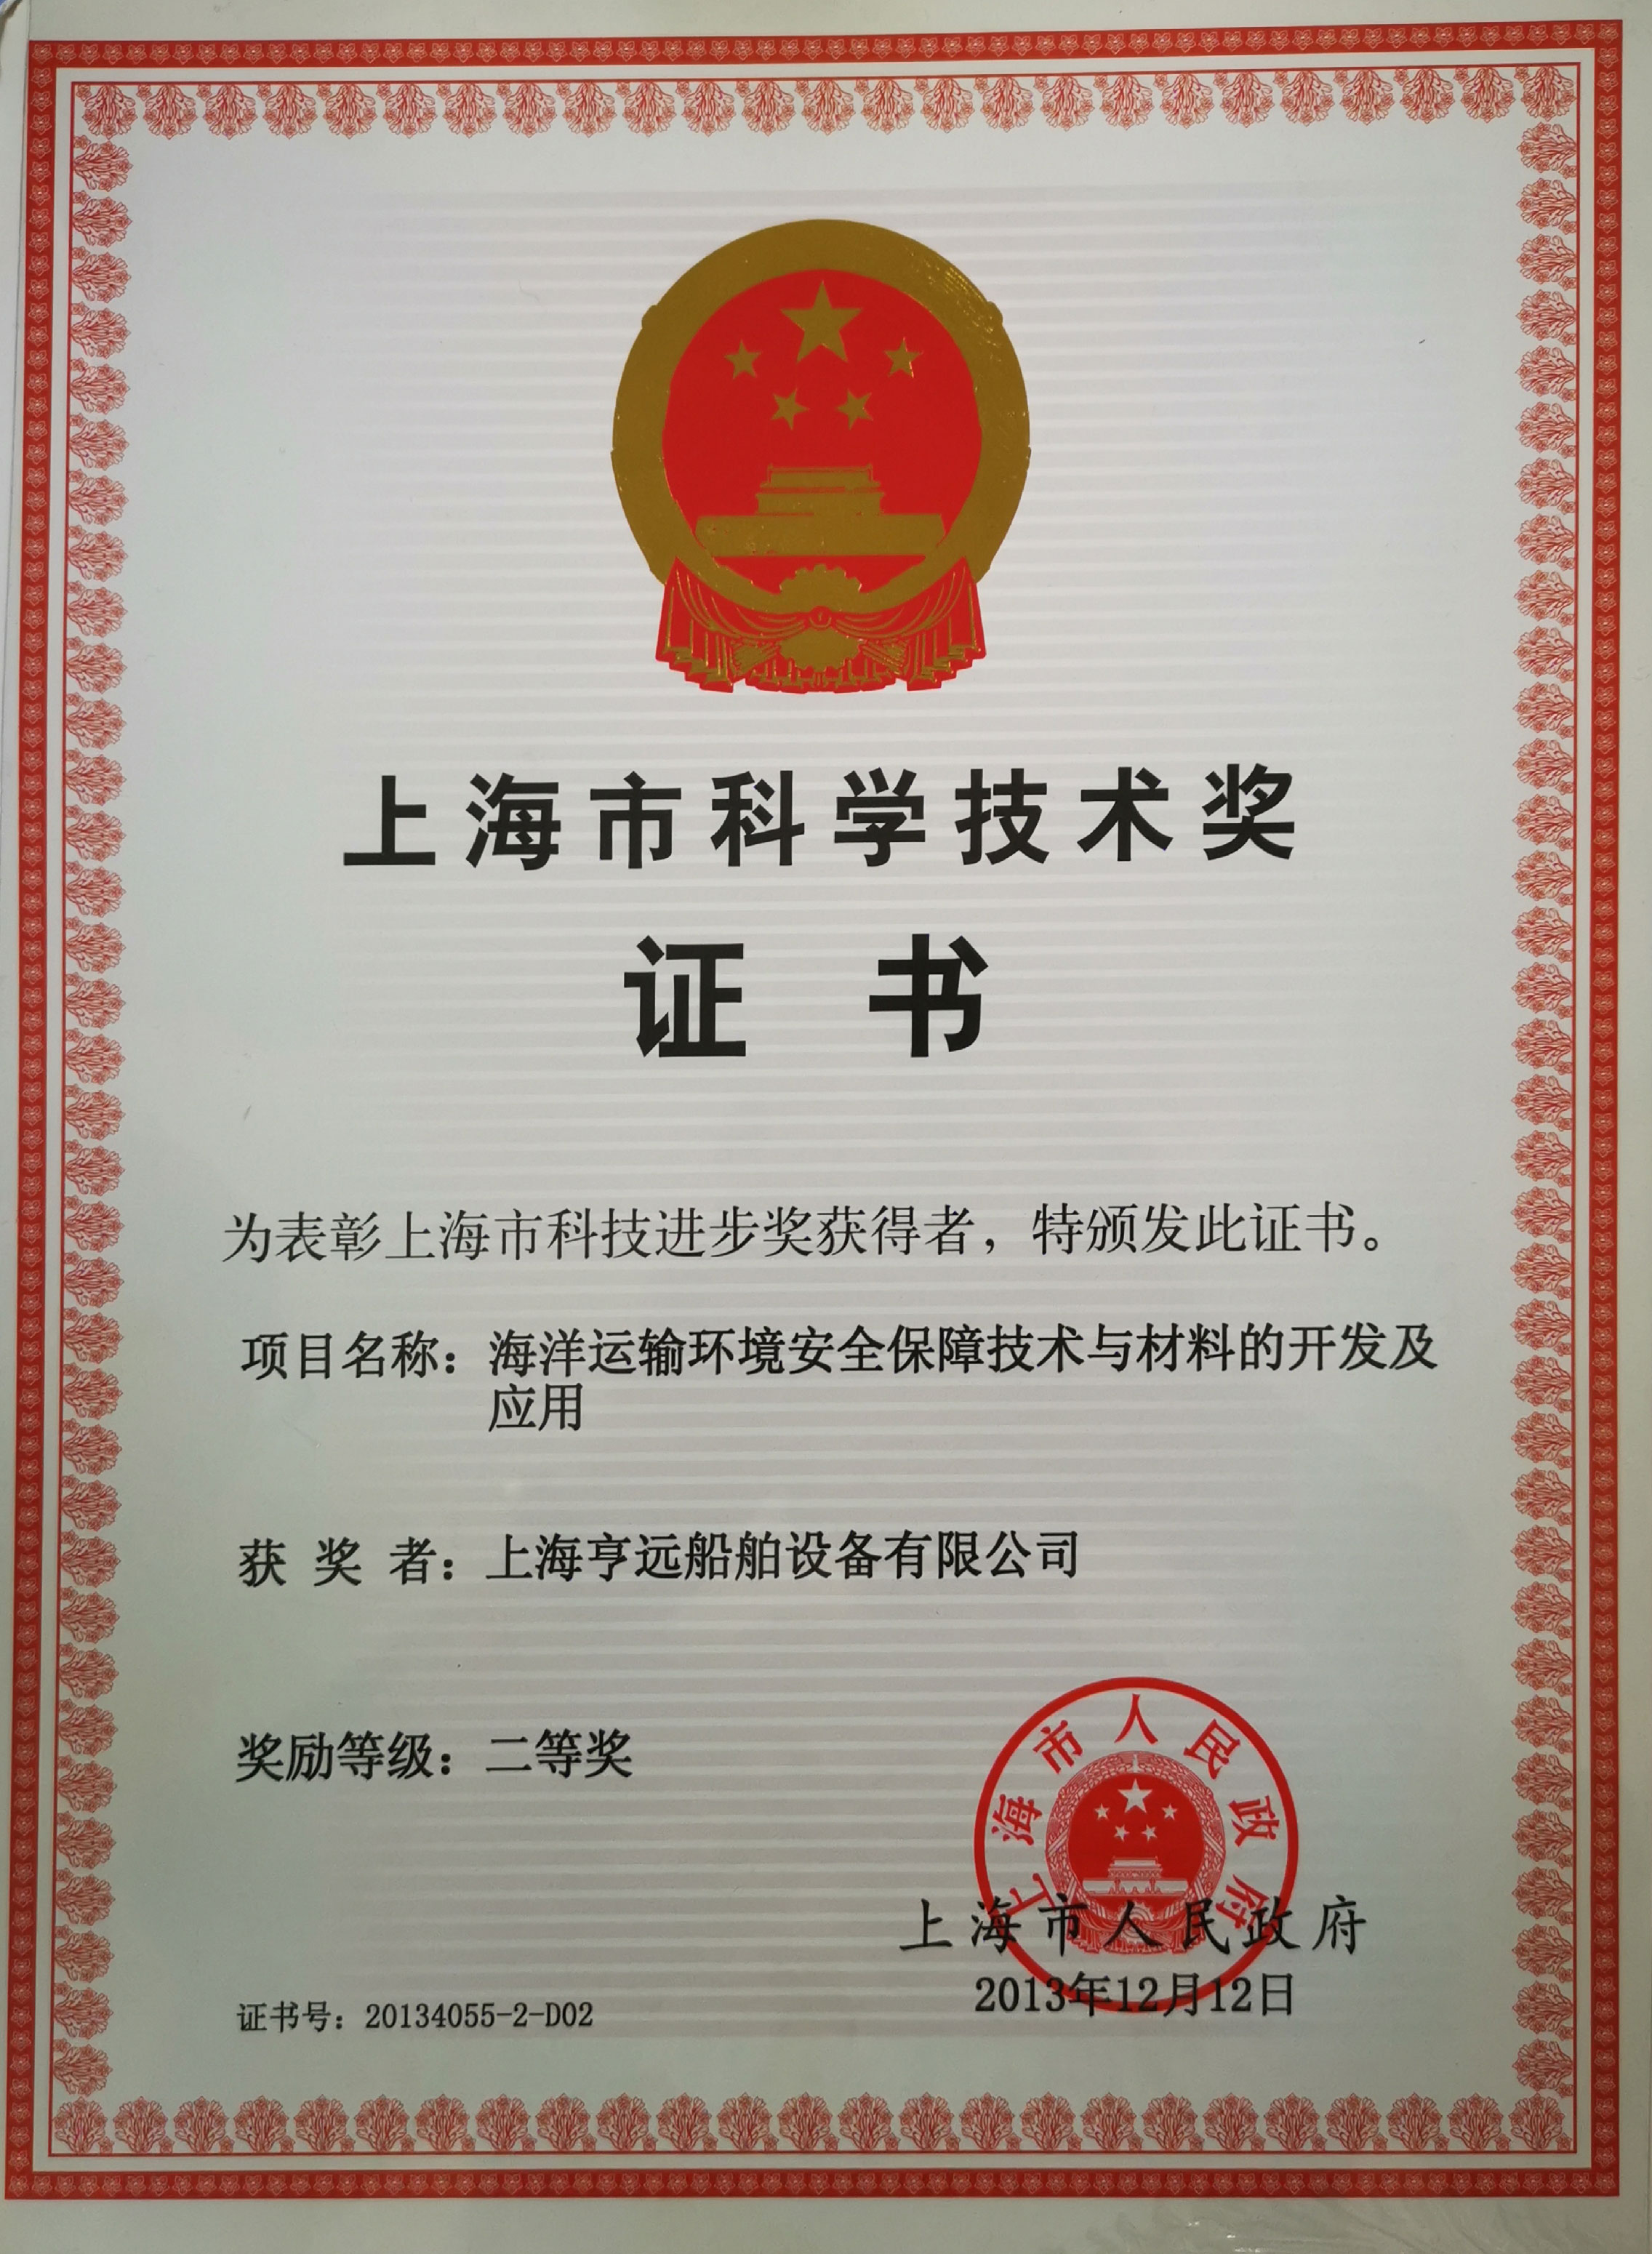 上海市科学技术奖
证书
为表彰上海市科技进步奖获得者，特颁发此证书。
项目名称：海洋运输环境安全保障技术与材料的开发及
应用
获奖者：上海亨远船舶设备有限公司
奖励等级：二等奖
上海市人民政府
上海市人民政府
2013年12月12日
证书号：20134055-2-D02